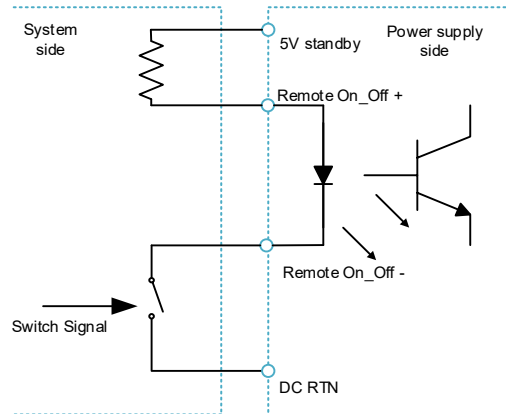 System
side
5V standby
Power supply
side
Remote On_Off +
Remote On_Off -
Switch Signal
DC RTN